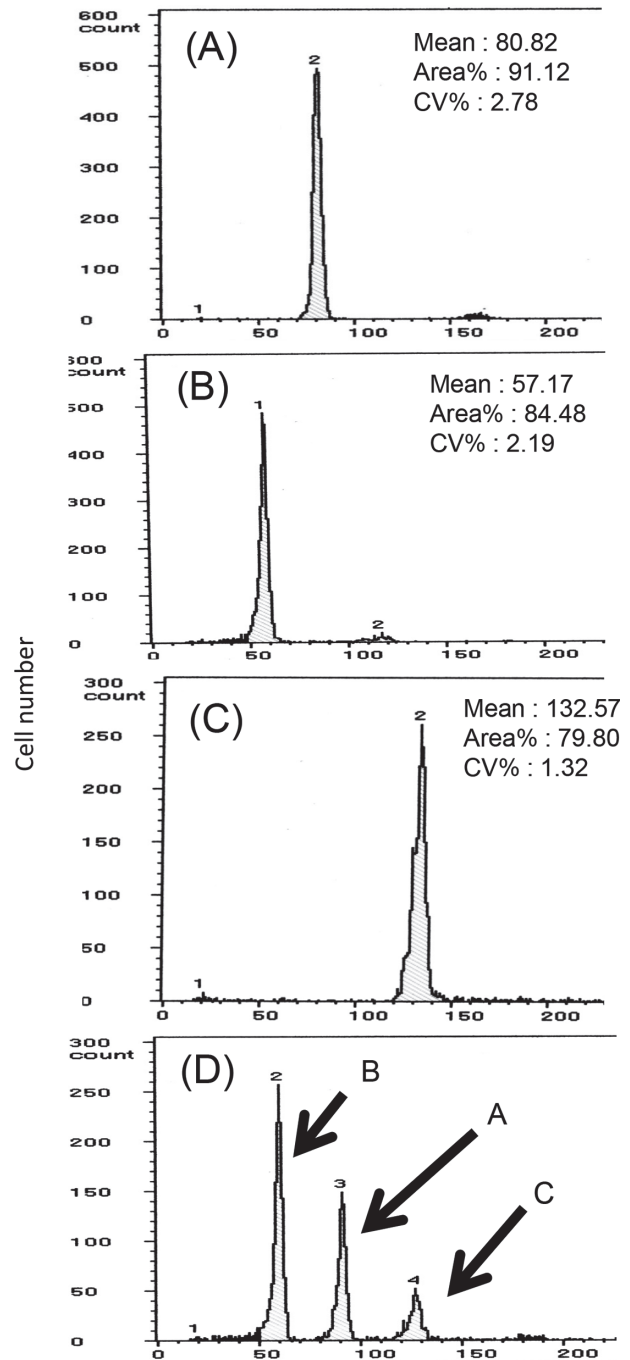 Cell number
600
count
(A)
Mean : 80.82
Area% : 91.12
CV% : 2.78
2
500
400
300
200
100
1
0
0 50 100 150 200
count
(B)
Mean : 57.17
Area% : 84.48
CV% : 2.19
1
500
400
300
200
100
2
0
0 50 100 150 200
300
count
(C)
Mean : 132.57
Area% : 79.80
CV% : 1.32
2
250
200
150
100
50
1
0
0 50 100 150 200
300
count
(D)
2
B
250
A
200
3
150
C
100
4
50
1
0
0 50 100 150 200